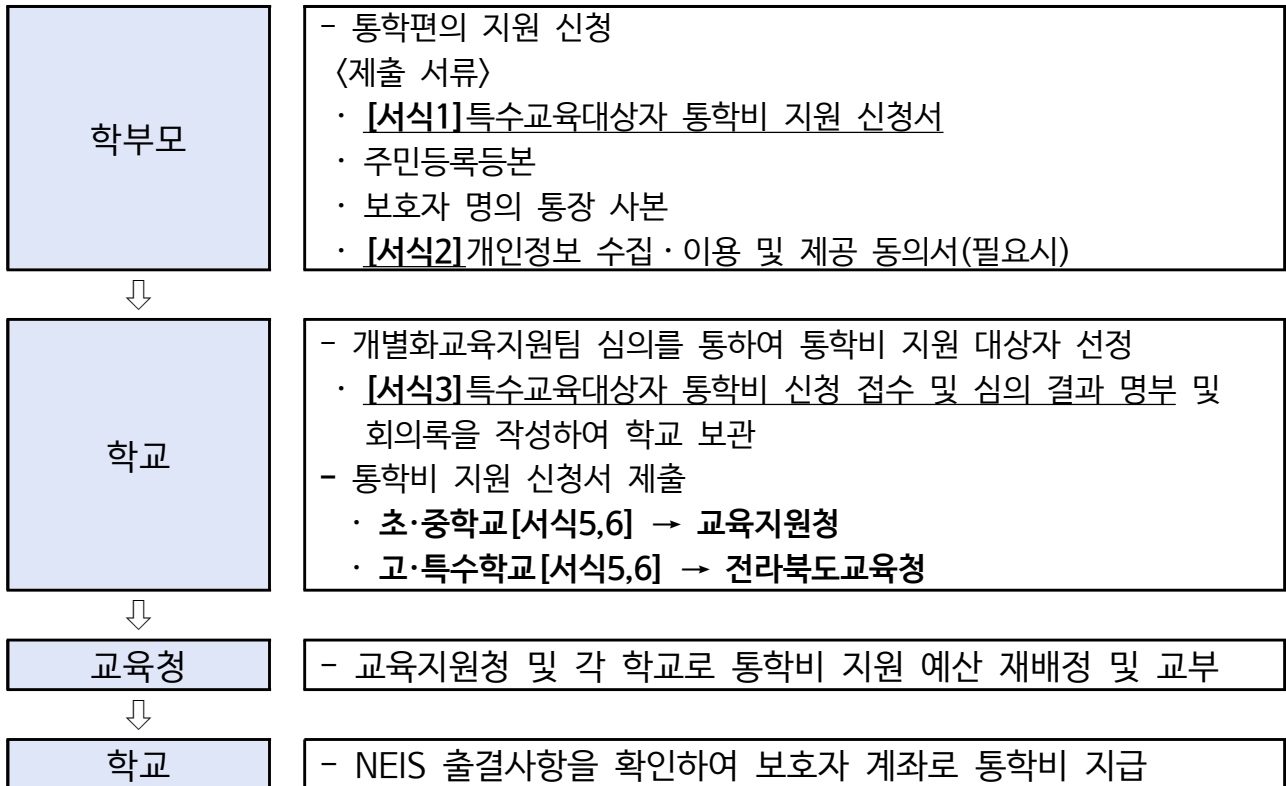 학부모
- 통학편의 지원 신청
〈제출 서류〉
· [서식1]특수교육대상자 통학비 지원 신청서
· 주민등록등본
· 보호자 명의 통장 사본
· [서식2]개인정보 수집·이용 및 제공 동의서(필요시)
⇩
학교
- 개별화교육지원팀 심의를 통하여 통학비 지원 대상자 선정
· [서식3]특수교육대상자 통학비 신청 접수 및 심의 결과 명부 및
회의록을 작성하여 학교 보관
- 통학비 지원 신청서 제출
· 초·중학교[서식5,6] → 교육지원청
· 고·특수학교[서식5,6] → 전라북도교육청
⇩
교육청
- 교육지원청 및 각 학교로 통학비 지원 예산 재배정 및 교부
⇩
학교
- NEIS 출결사항을 확인하여 보호자 계좌로 통학비 지급